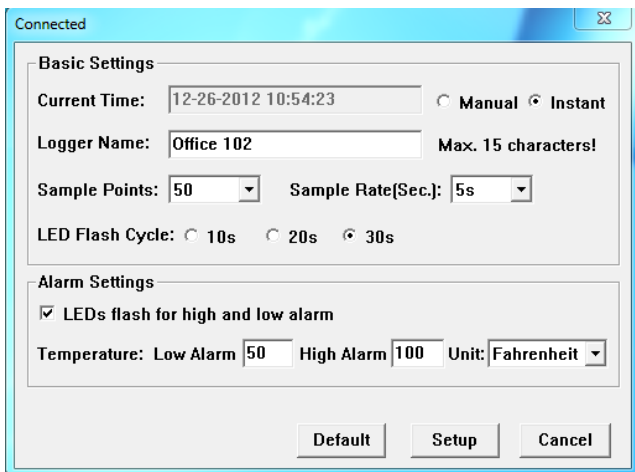 Connected
Basic Settings
Current Time: 12-26-2012 10:54:23 Manual Instant
Logger Name: Office 102 Max. 15 characters!
Sample Points: 50 Sample Rate(Sec.): 5s
LED Flash Cycle: 10s 20s 30s
Alarm Settings
LEDs flash for high and low alarm
Temperature: Low Alarm 50 High Alarm 100 Unit: Fahrenheit
Default Setup Cancel